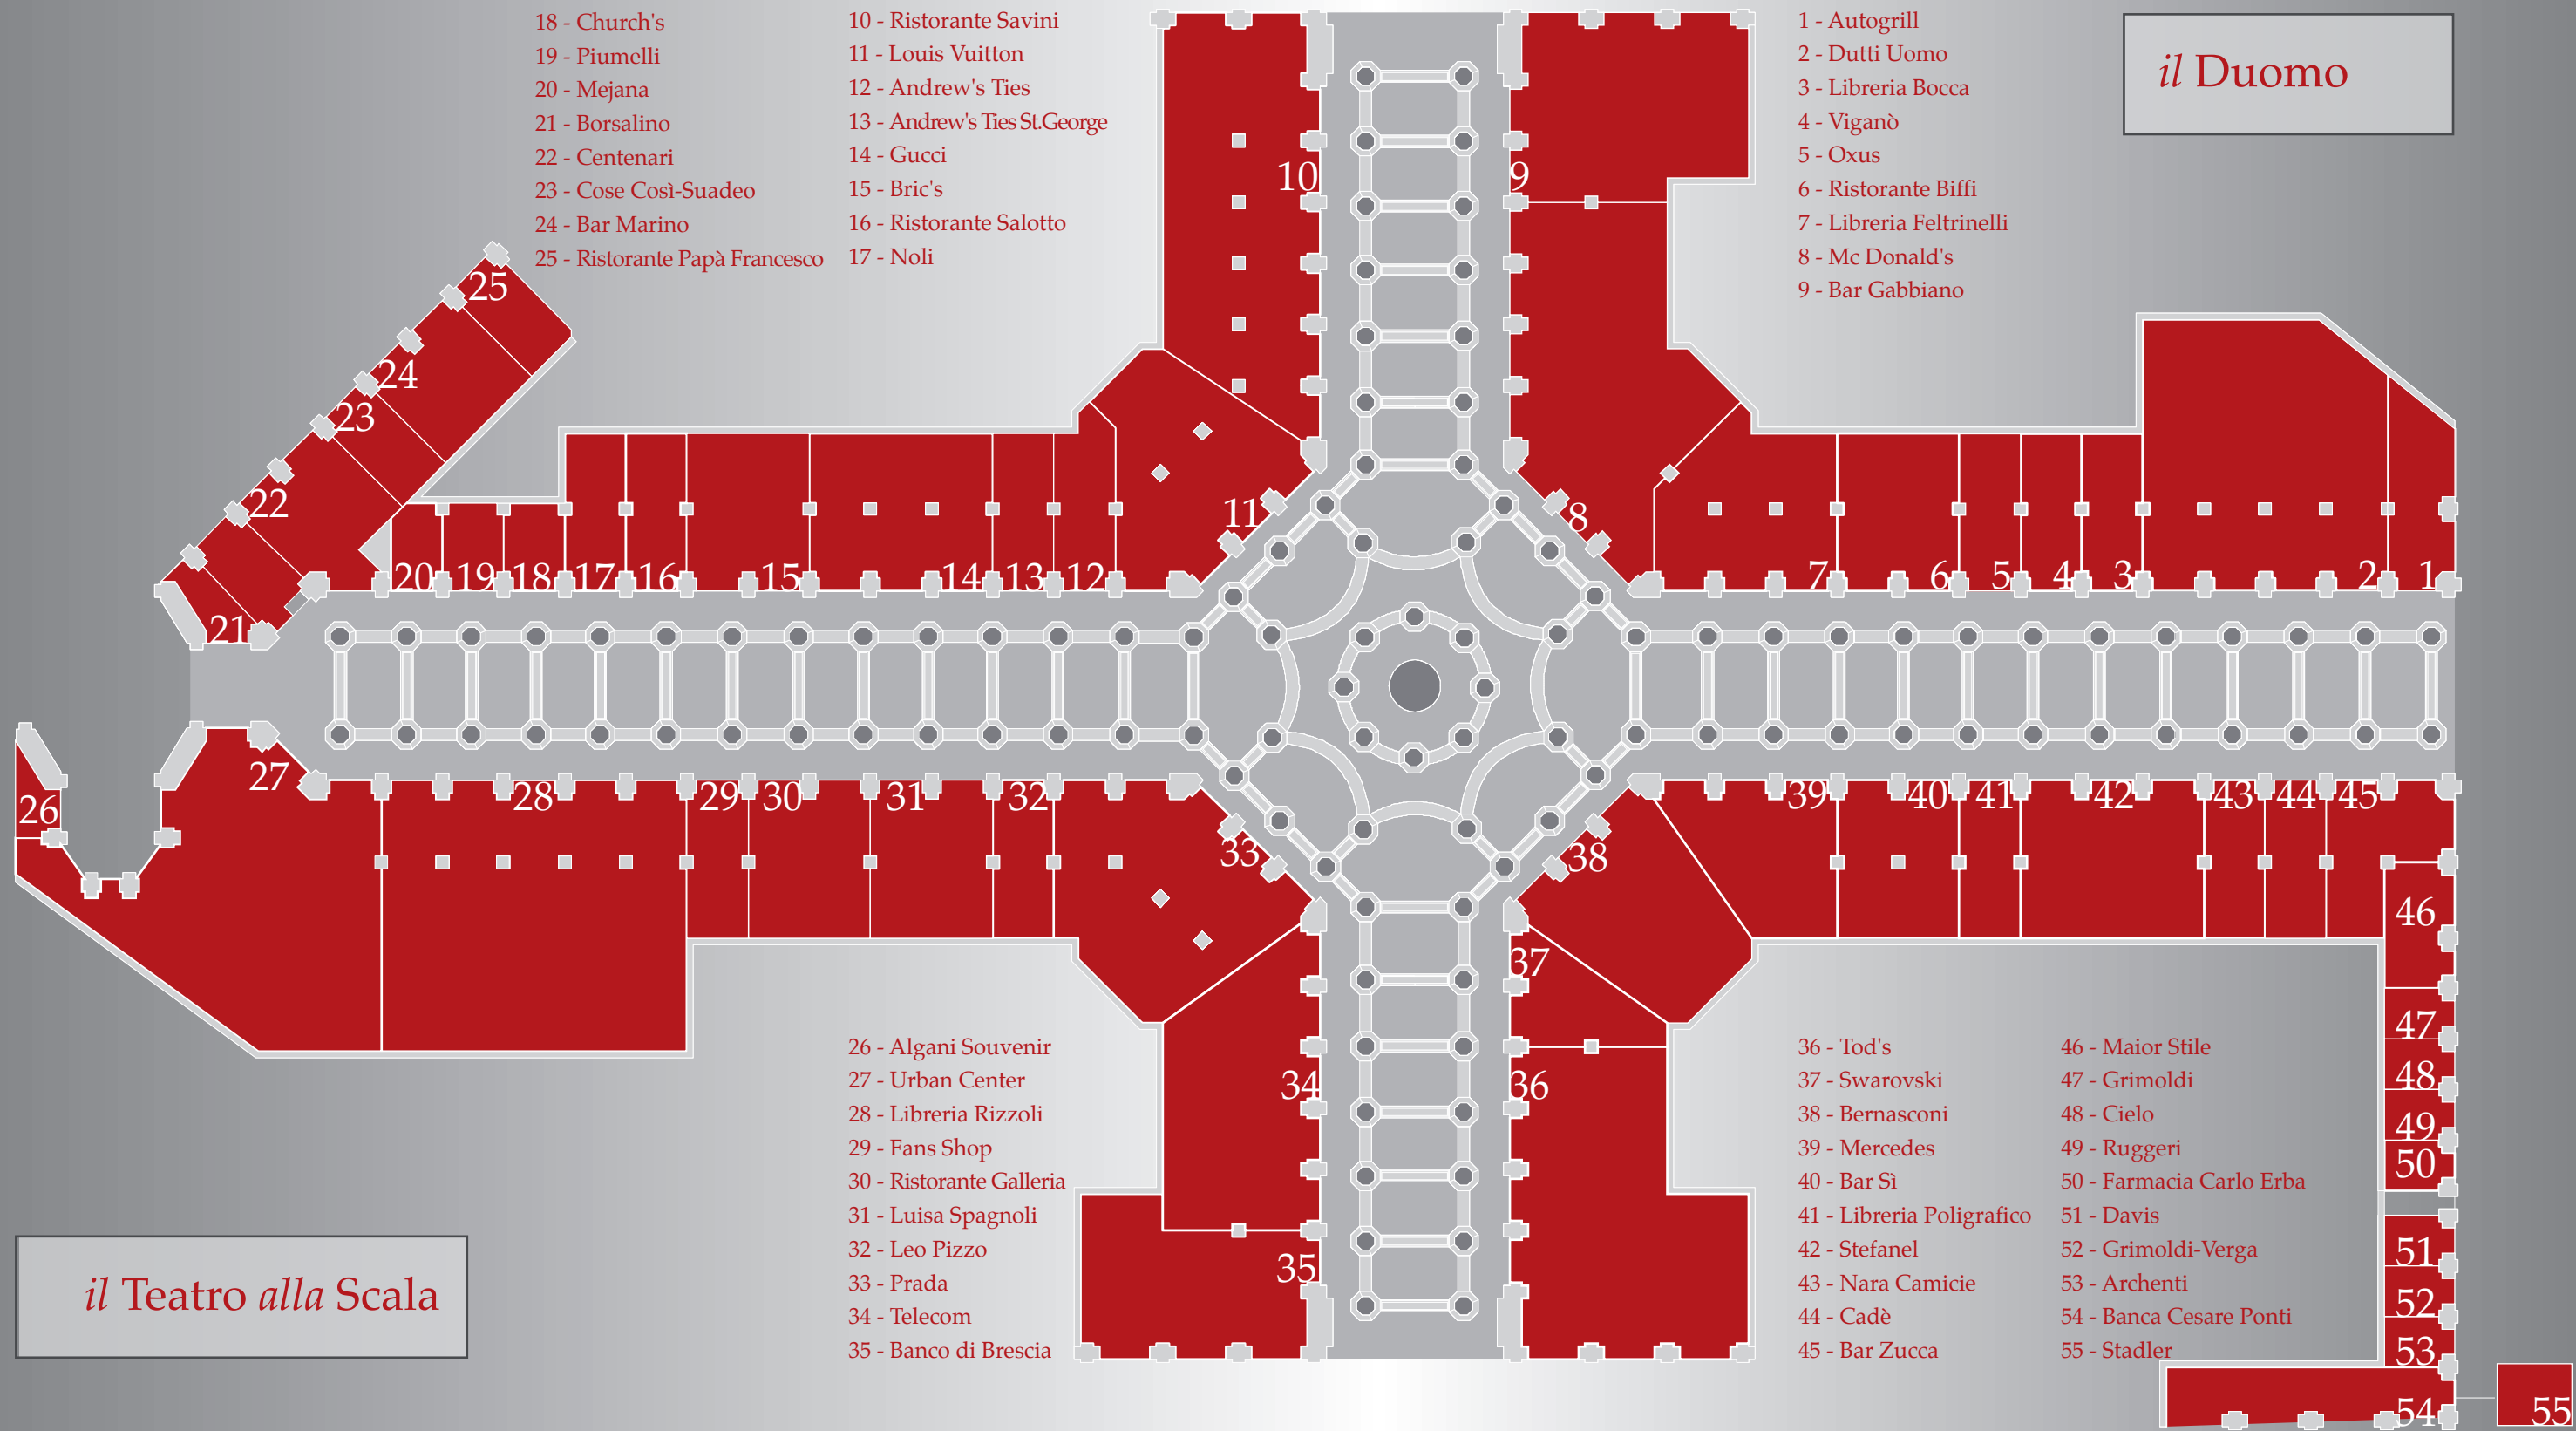 18 - Church's
19 - Piumelli
20 - Mejana
21 - Borsalino
22 - Centenari
23 - Cose Così-Suadeo
24 - Bar Marino
25 - Ristorante Papà Francesco
10 - Ristorante Savini
11 - Louis Vuitton
12 - Andrew's Ties
13 - Andrew's Ties St.George
14 - Gucci
15 - Bric's
16 - Ristorante Salotto
17 - Noli
1 - Autogrill
2 - Dutti Uomo
3 - Libreria Bocca
4 - Viganò
5 - Oxus
6 - Ristorante Biffi
7 - Libreria Feltrinelli
8 - Mc Donald's
9 - Bar Gabbiano
il Duomo
10
9
25
24
23
22
11
8
20
19
18
17
16
15
14
13
12
7
6
5
4
3
2
1
21
27
26
28
29
30
31
32
33
38
39
40
41
42
43
44
45
46
37
47
34
36
48
49
50
35
51
52
53
54
55
26 - Algani Souvenir
27 - Urban Center
28 - Libreria Rizzoli
29 - Fans Shop
30 - Ristorante Galleria
31 - Luisa Spagnoli
32 - Leo Pizzo
33 - Prada
34 - Telecom
35 - Banco di Brescia
36 - Tod's
37 - Swarovski
38 - Bernasconi
39 - Mercedes
40 - Bar Sì
41 - Libreria Poligrafico
42 - Stefanel
43 - Nara Camicie
44 - Cadè
45 - Bar Zucca
46 - Maior Stile
47 - Grimoldi
48 - Cielo
49 - Ruggeri
50 - Farmacia Carlo Erba
51 - Davis
52 - Grimoldi-Verga
53 - Archenti
54 - Banca Cesare Ponti
55 - Stadler
il Teatro alla Scala